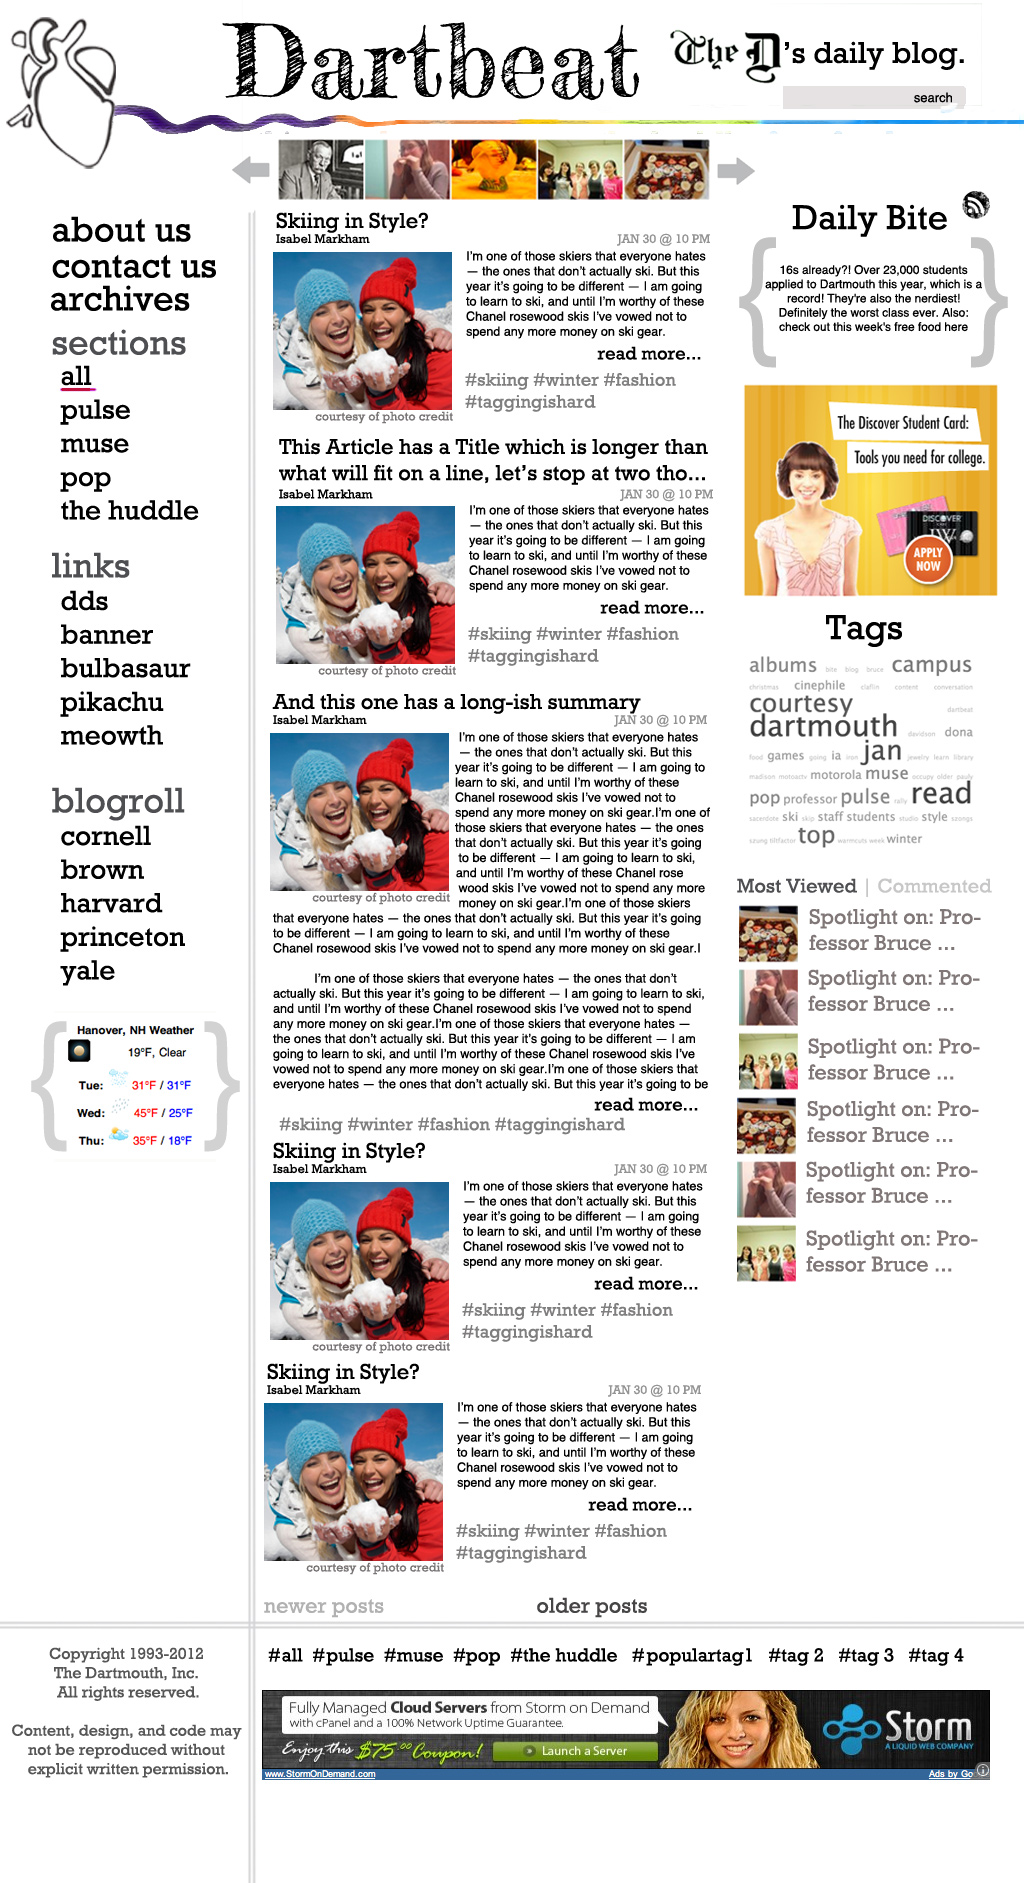 Dartbeat
The D's daily blog.
search
about us
contact us
archives
sections
all
pulse
muse
pop
the huddle
links
dds
banner
bulbasaur
pikachu
meowth
blogroll
cornell
brown
harvard
princeton
yale
Hanover, NH Weather
19°F, Clear
Tue: 31°F / 31°F
Wed: 45°F / 25°F
Thu: 35°F / 18°F
Skiing in Style?
Isabel Markham JAN 30 @ 10 PM
I'm one of those skiers that everyone hates
— the ones that don't actually ski. But this
year it's going to be different — I am going
to learn to ski, and until I'm worthy of these
Chanel rosewood skis I've vowed not to
spend any more money on ski gear.
read more...
#skiing #winter #fashion
#taggingishard
courtesy of photo credit
This Article has a Title which is longer than
what will fit on a line, let's stop at two tho...
Isabel Markham JAN 30 @ 10 PM
I'm one of those skiers that everyone hates
— the ones that don't actually ski. But this
year it's going to be different — I am going
to learn to ski, and until I'm worthy of these
Chanel rosewood skis I've vowed not to
spend any more money on ski gear.
read more...
#skiing #winter #fashion
#taggingishard
courtesy of photo credit
And this one has a long-ish summary
Isabel Markham JAN 30 @ 10 PM
I'm one of those skiers that everyone hates
— the ones that don't actually ski. But this
year it's going to be different — I am going to
learn to ski, and until I'm worthy of these
Chanel rosewood skis I've vowed not to
spend any more money on ski gear.I'm one of
those skiers that everyone hates — the ones
that don't actually ski. But this year it's going
to be different — I am going to learn to ski,
and until I'm worthy of these Chanel rose
wood skis I've vowed not to spend any more
money on ski gear.I'm one of those skiers
courtesy of photo credit
that everyone hates — the ones that don't actually ski. But this year it's going
to be different — I am going to learn to ski, and until I'm worthy of these
Chanel rosewood skis I've vowed not to spend any more money on ski gear.I
I'm one of those skiers that everyone hates — the ones that don't
actually ski. But this year it's going to be different — I am going to learn to ski,
and until I'm worthy of these Chanel rosewood skis I've vowed not to spend
any more money on ski gear.I'm one of those skiers that everyone hates —
the ones that don't actually ski. But this year it's going to be different — I am
going to learn to ski, and until I'm worthy of these Chanel rosewood skis I've
vowed not to spend any more money on ski gear.I'm one of those skiers that
everyone hates — the ones that don't actually ski. But this year it's going to be
read more...
#skiing #winter #fashion #taggingishard
Skiing in Style?
Isabel Markham JAN 30 @ 10 PM
I'm one of those skiers that everyone hates
— the ones that don't actually ski. But this
year it's going to be different — I am going
to learn to ski, and until I'm worthy of these
Chanel rosewood skis I've vowed not to
spend any more money on ski gear.
read more...
#skiing #winter #fashion
#taggingishard
courtesy of photo credit
Skiing in Style?
Isabel Markham JAN 30 @ 10 PM
I'm one of those skiers that everyone hates
— the ones that don't actually ski. But this
year it's going to be different — I am going
to learn to ski, and until I'm worthy of these
Chanel rosewood skis I've vowed not to
spend any more money on ski gear.
read more...
#skiing #winter #fashion
#taggingishard
courtesy of photo credit
newer posts older posts
Daily Bite
16s already?! Over 23,000 students
applied to Dartmouth this year, which is a
record! They're also the nerdiest!
Definitely the worst class ever. Also:
check out this week's free food here
The Discover Student Card:
Tools you need for college.
DISCOVER
APPLY
NOW
Tags
albums bite blog bruce campus
christmas cinephile claflin content conversation
courtesy dartbeat
dartmouth davidson dona
food games going ia iron jan jewelry learn library
madison motoactv motorola muse occupy older pauly
pop professor pulse rally read
sacerdote ski skip staff students studio style szongs
szung tiltfactor top warmcuts week winter
Most Viewed | Commented
Spotlight on: Pro-
fessor Bruce ...
Spotlight on: Pro-
fessor Bruce ...
Spotlight on: Pro-
fessor Bruce ...
Spotlight on: Pro-
fessor Bruce ...
Spotlight on: Pro-
fessor Bruce ...
Spotlight on: Pro-
fessor Bruce ...
Copyright 1993-2012
The Dartmouth, Inc.
All rights reserved.
Content, design, and code may
not be reproduced without
explicit written permission.
#all #pulse #muse #pop #the huddle #populartag1 #tag 2 #tag 3 #tag 4
Fully Managed Cloud Servers from Storm on Demand
with cPanel and a 100% Network Uptime Guarantee.
Enjoy this $75.00 Coupon!
Launch a Server
Storm
A LIQUID WEB COMPANY
www.StormOnDemand.com
Ads by Go